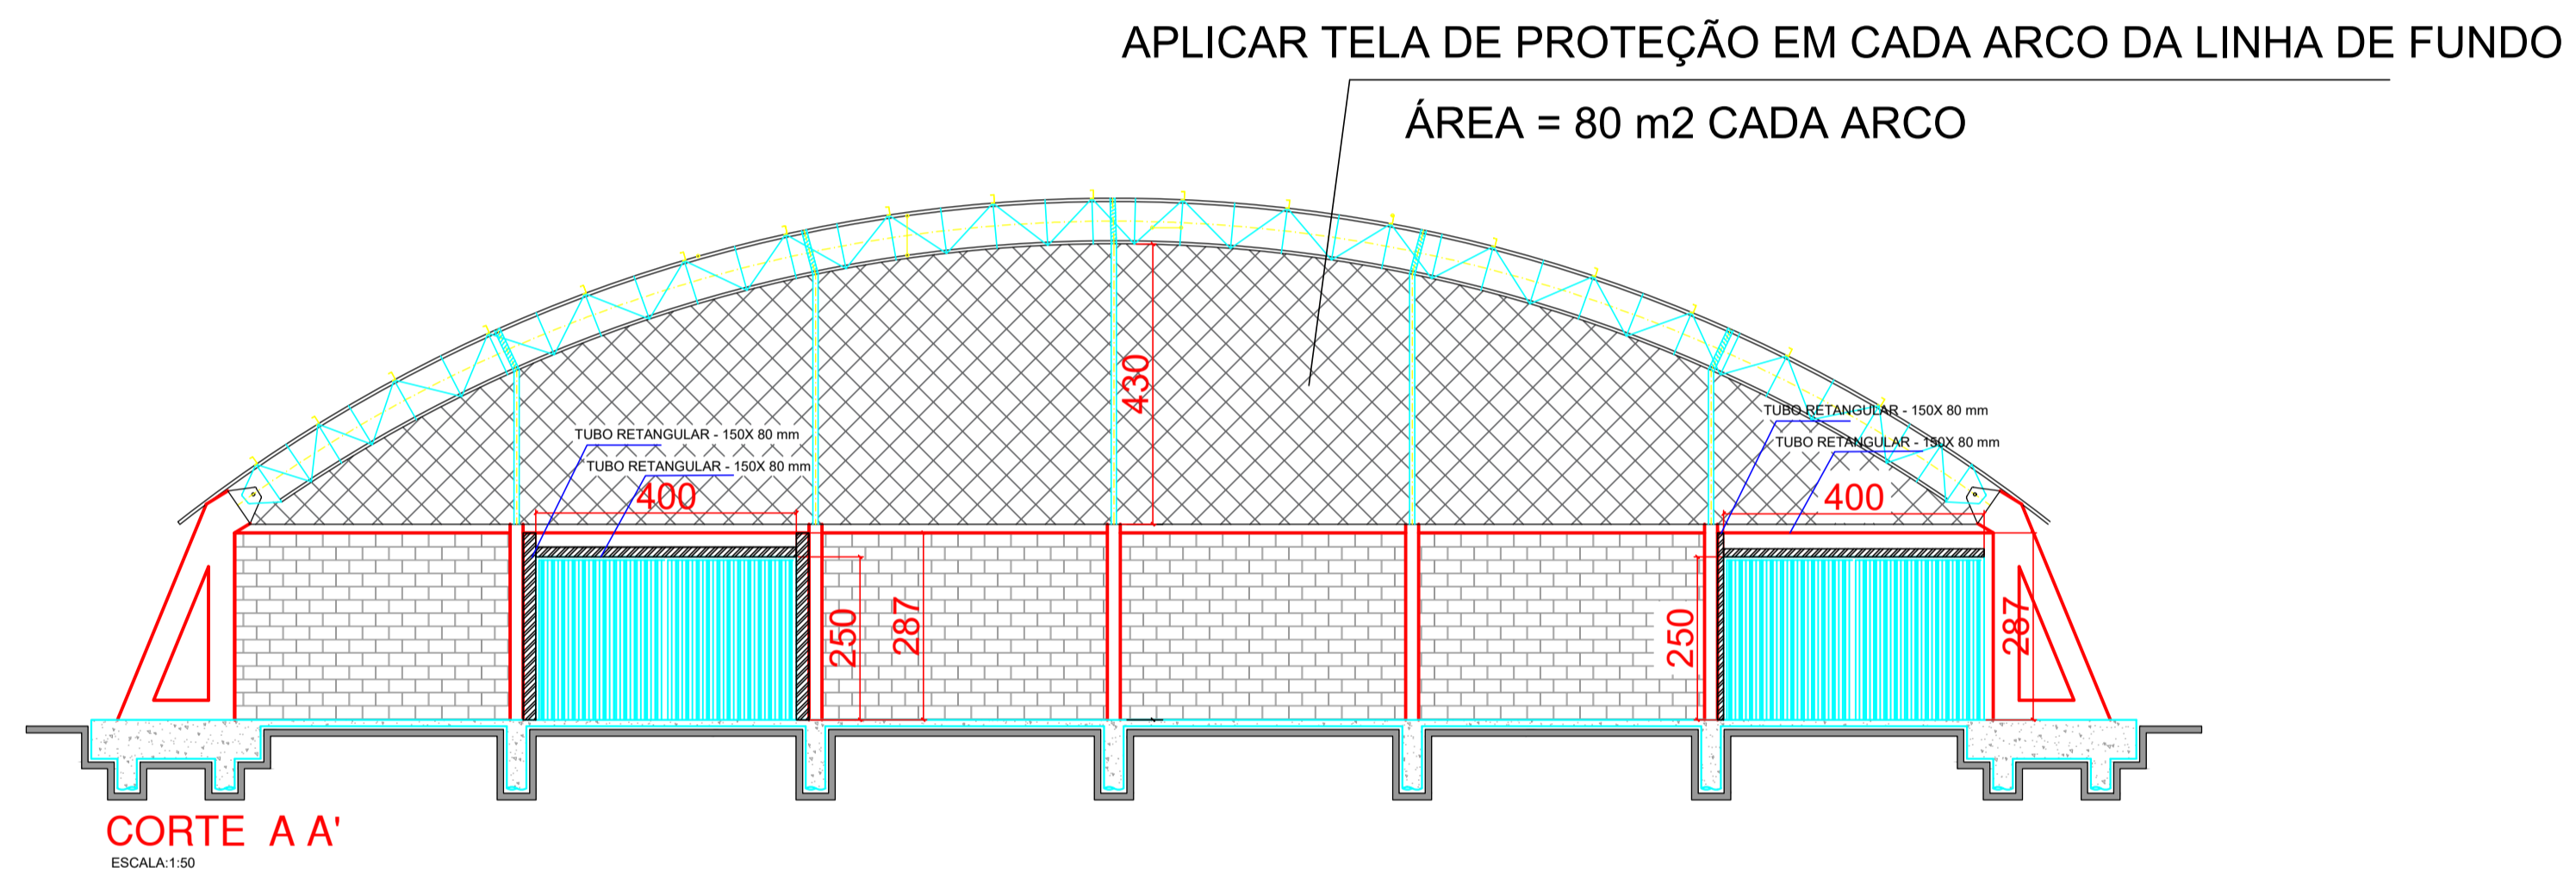 APLICAR TELA DE PROTEÇÃO EM CADA ARCO DA LINHA DE FUNDO
ÁREA = 80 m2 CADA ARCO
430
TUBO RETANGULAR - 150X 80 mm
TUBO RETANGULAR - 150X 80 mm
400
TUBO RETANGULAR - 150X 80 mm
TUBO RETANGULAR - 150X 80 mm
400
250
287
250
287
CORTE A A'
ESCALA:1:50